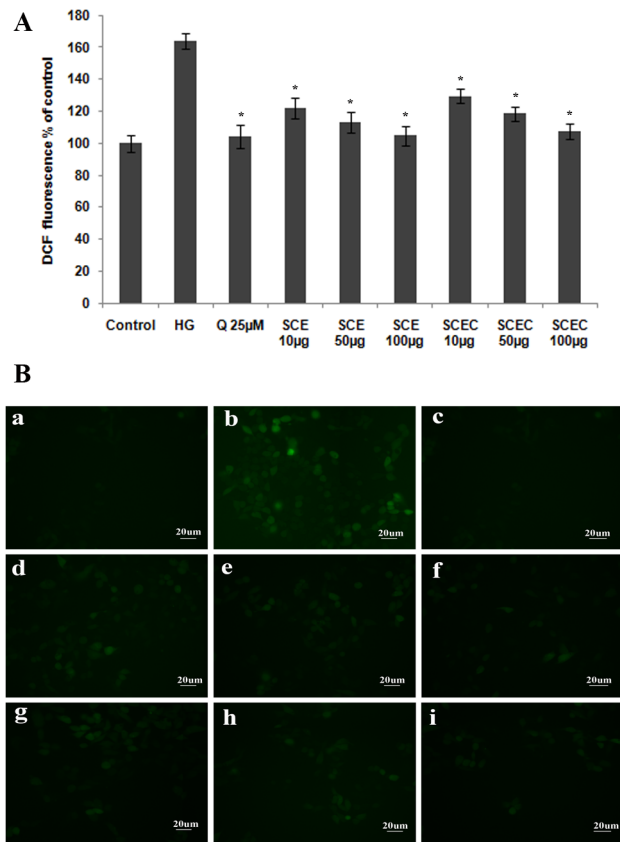 A
DCF fluorescence % of control
180
160
140
120
100
80
60
40
20
0
*
*
*
*
*
*
*
Control HG Q 25µM SCE 10µg SCE 50µg SCE 100µg SCEC 10µg SCEC 50µg SCEC 100µg
B
a
20um
b
20um
c
20um
d
20um
e
20um
f
20um
g
20um
h
20um
i
20um